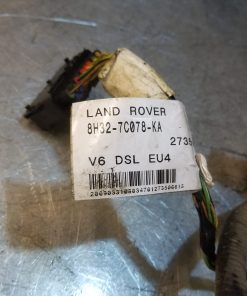 LAND ROVER
8H32-7C078-KA
2735
V6 DSL EU4